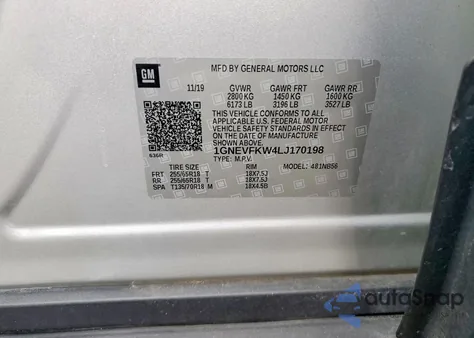 GM
MFD BY GENERAL MOTORS LLC
11/19 GVWR GAWR FRT GAWR RR
2800 KG 1450 KG 1600 KG
6173 LB 3196 LB 3527 LB
THIS VEHICLE CONFORMS TO ALL
APPLICABLE U.S. FEDERAL MOTOR
VEHICLE SAFETY STANDARDS IN
EFFECT ON THE DATE OF MANUFACTURE
SHOWN ABOVE.
636R 1GNEVFKW4LJ170198
TYPE: M.P.V. MODEL: 481NB56
TIRE SIZE RIM
FRT 255/65R18 T 18X7.5J
RR 255/65R18 T 18X7.5J
SPA T135/70R18 M 18X4.5B
autoSnap